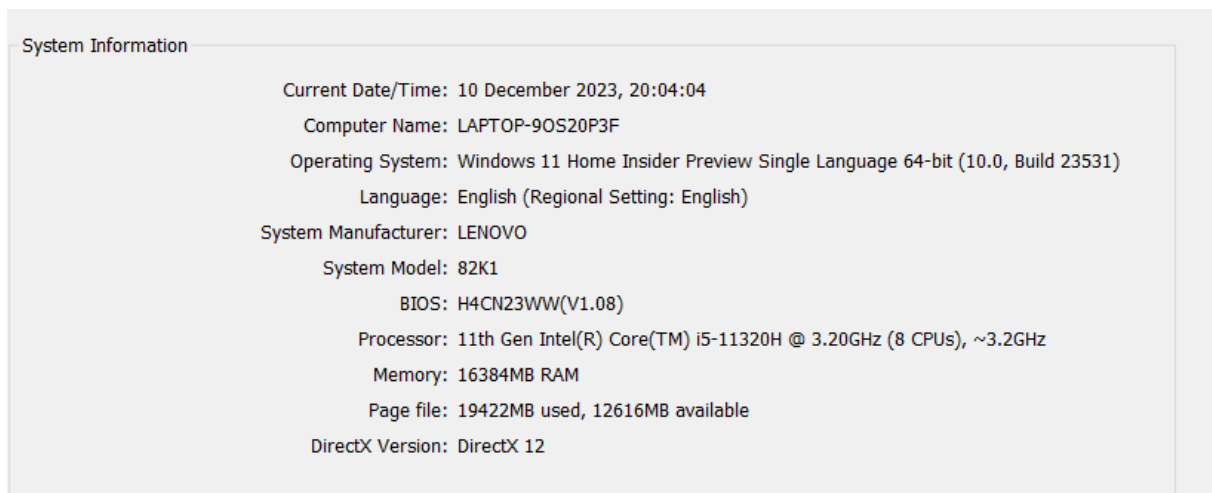 System Information
Current Date/Time: 10 December 2023, 20:04:04
Computer Name: LAPTOP-9OS20P3F
Operating System: Windows 11 Home Insider Preview Single Language 64-bit (10.0, Build 23531)
Language: English (Regional Setting: English)
System Manufacturer: LENOVO
System Model: 82K1
BIOS: H4CN23WW(V1.08)
Processor: 11th Gen Intel(R) Core(TM) i5-11320H @ 3.20GHz (8 CPUs), ~3.2GHz
Memory: 16384MB RAM
Page file: 19422MB used, 12616MB available
DirectX Version: DirectX 12